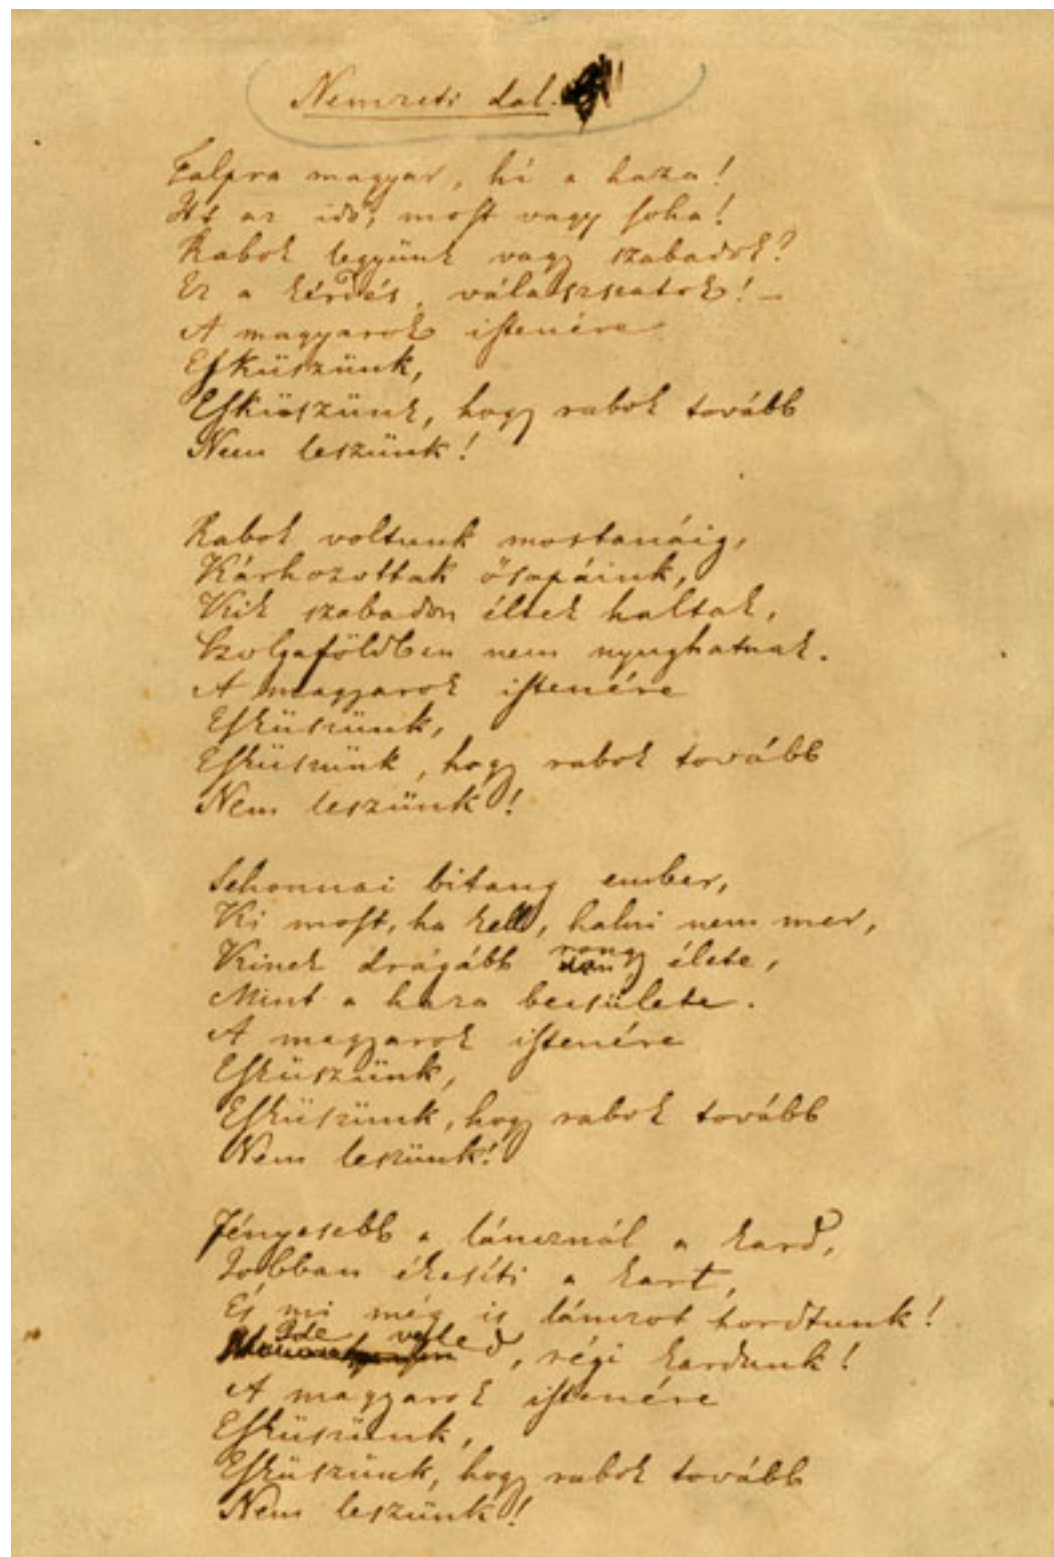 Nemzeti dal.
Talpra magyar, hí a haza!
Itt az idő, most vagy soha!
Rabok legyünk vagy szabadok?
Ez a kérdés, válaszszatok! –
A magyarok istenére
Esküszünk,
Esküszünk, hogy rabok tovább
Nem leszünk!
Rabok voltunk mostanáig,
Kárhozottak ősapáink,
Kik szabadon éltek haltak,
Szolgaföldben nem nyughatnak.
A magyarok istenére
Esküszünk,
Esküszünk, hogy rabok tovább
Nem leszünk!
Sehonnai bitang ember,
Ki most, ha kell, halni nem mer,
Kinek drágább rongy élete,
Mint a haza becsülete.
A magyarok istenére
Esküszünk,
Esküszünk, hogy rabok tovább
Nem leszünk!
Fényesebb a láncznál a kard,
Jobban ékesíti a kart,
És mi még is lánczot hordtunk!
Ide veled, régi kardunk!
A magyarok istenére
Esküszünk,
Esküszünk, hogy rabok tovább
Nem leszünk!